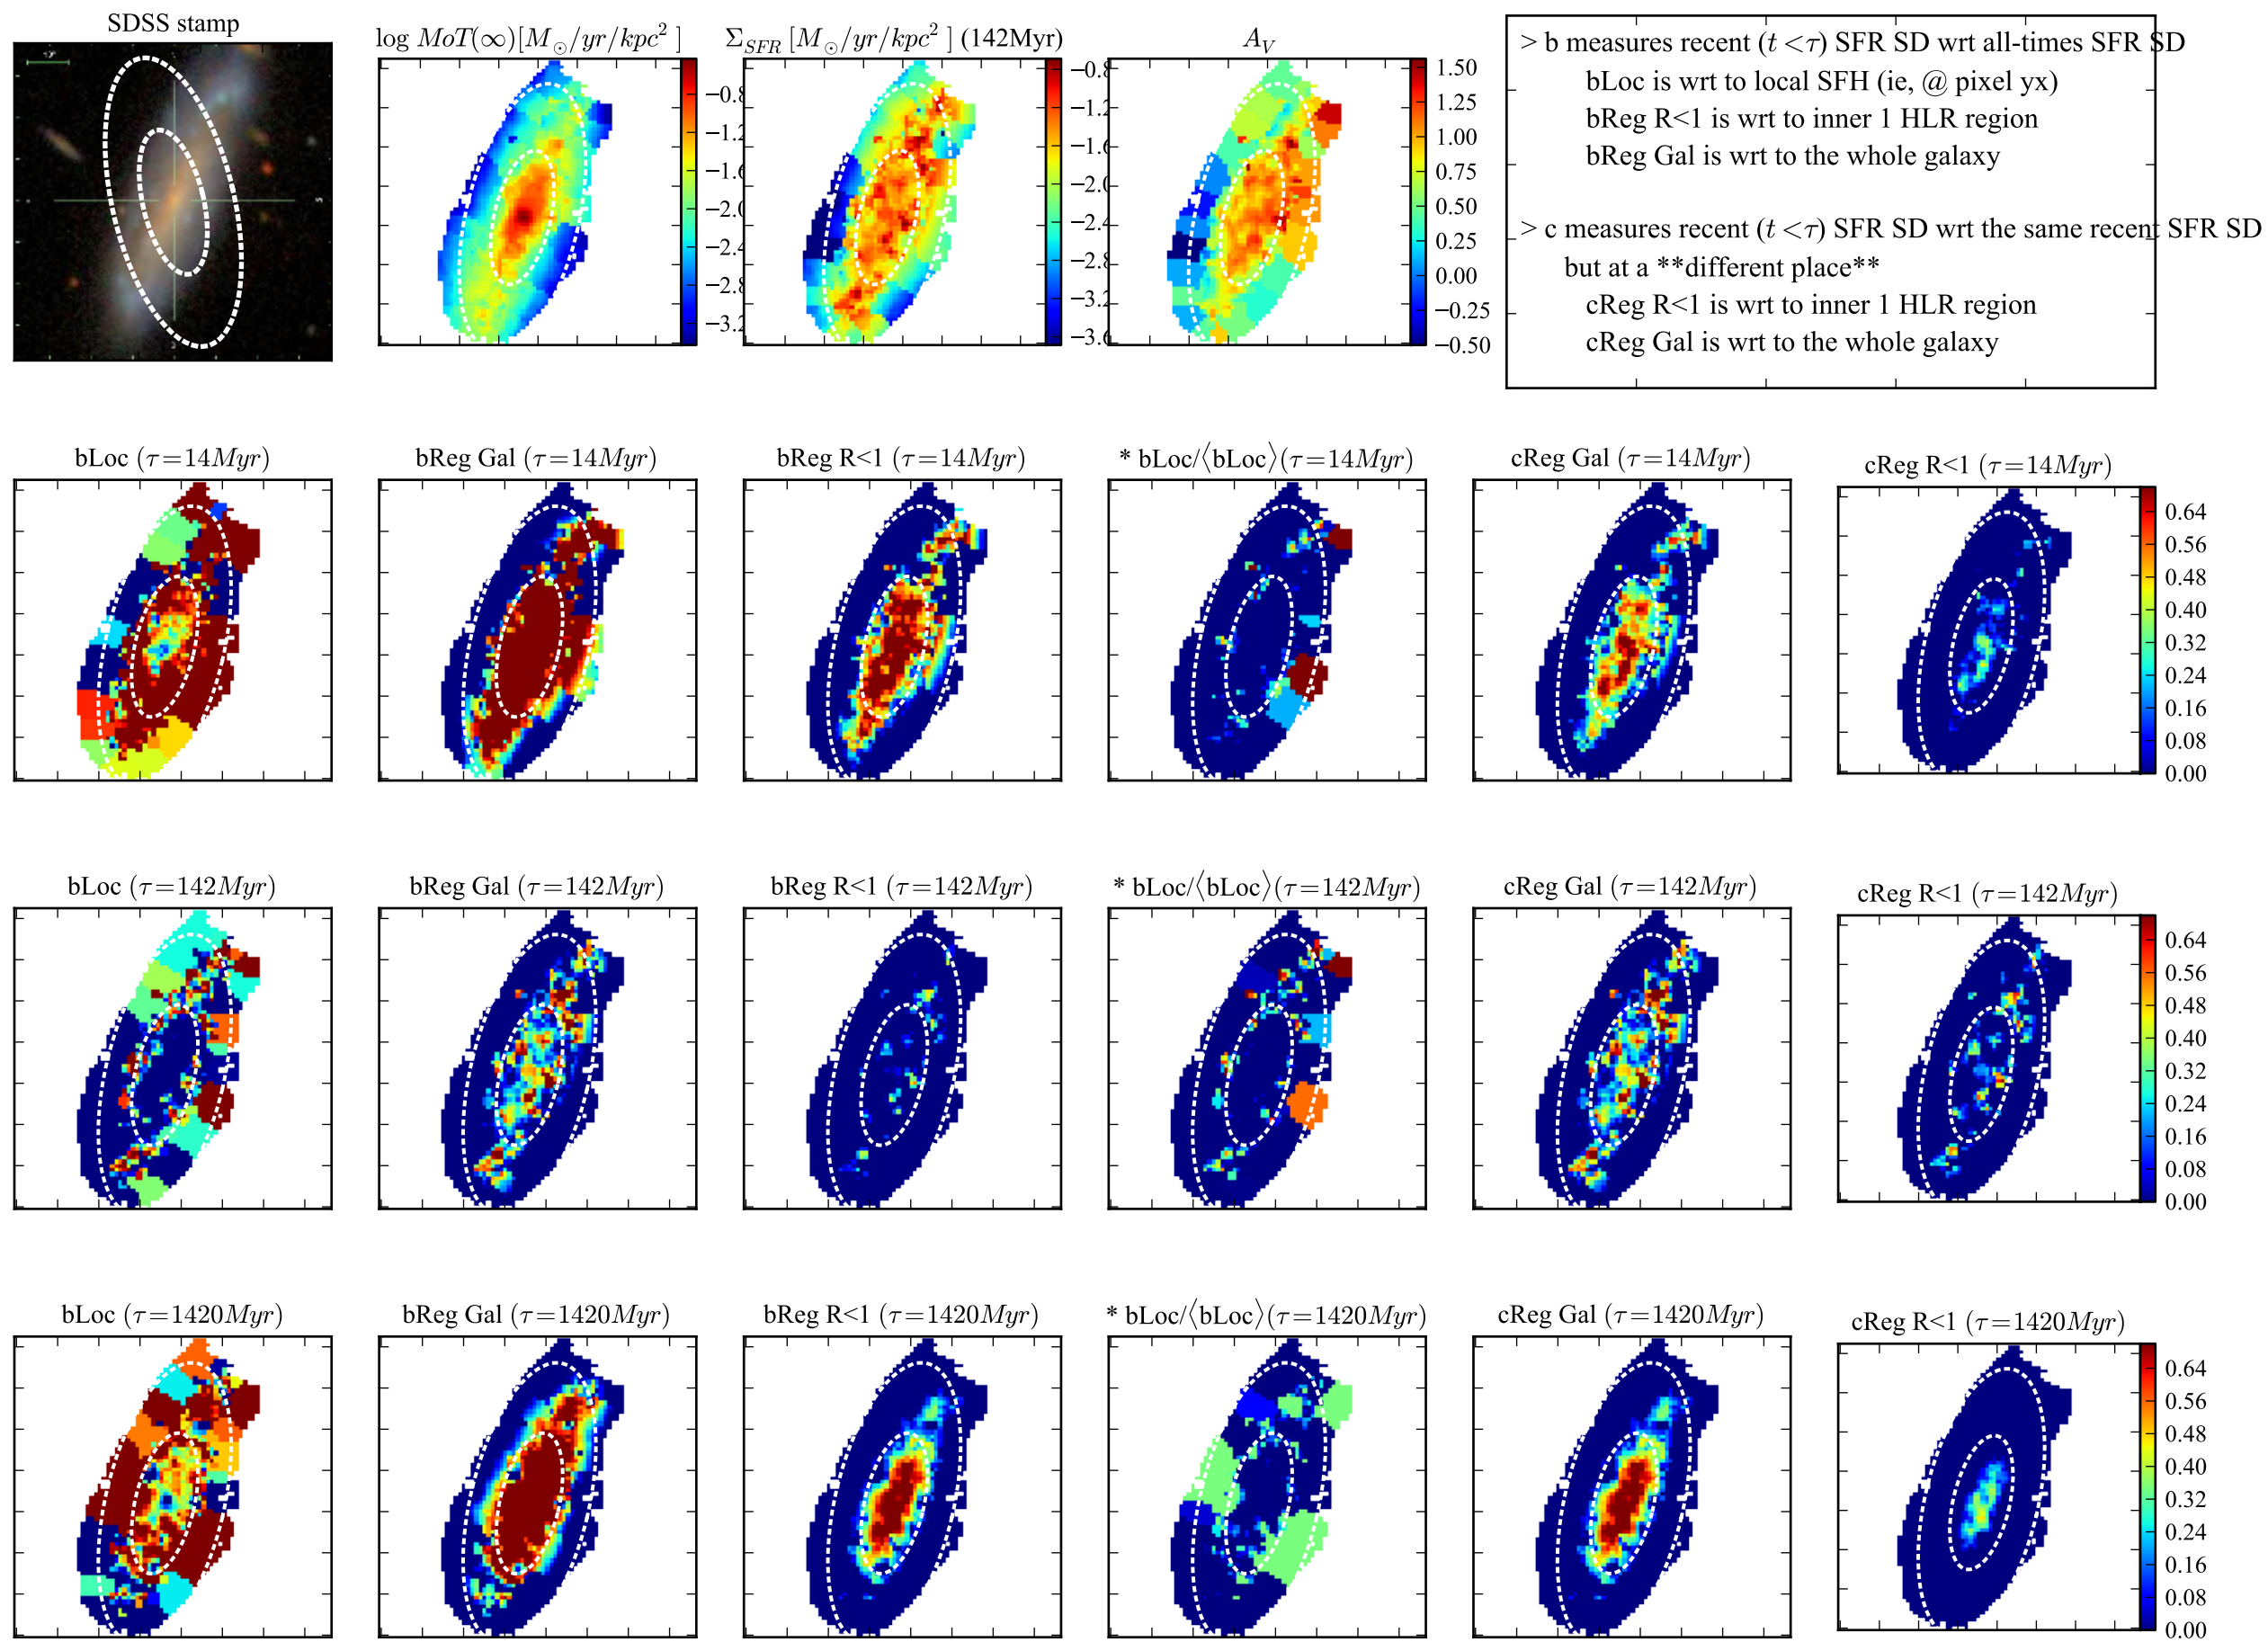 SDSS stamp
log MoT(∞)[M⊙/yr/kpc²]
Σ_SFR [M⊙/yr/kpc²] (142Myr)
A_V
−0.8
−1.2
−1.6
−2.0
−2.4
−2.8
−3.2
−0.8
−1.2
−1.6
−2.0
−2.4
−2.8
−3.2
−3.6
1.50
1.25
1.00
0.75
0.50
0.25
0.00
−0.25
−0.50
> b measures recent (t<τ) SFR SD wrt all-times SFR SD
bLoc is wrt to local SFH (ie, @ pixel yx)
bReg R<1 is wrt to inner 1 HLR region
bReg Gal is wrt to the whole galaxy
> c measures recent (t<τ) SFR SD wrt the same recent SFR SD
but at a **different place**
cReg R<1 is wrt to inner 1 HLR region
cReg Gal is wrt to the whole galaxy
bLoc (τ=14Myr)
bReg Gal (τ=14Myr)
bReg R<1 (τ=14Myr)
* bLoc/⟨bLoc⟩(τ=14Myr)
cReg Gal (τ=14Myr)
cReg R<1 (τ=14Myr)
0.64
0.56
0.48
0.40
0.32
0.24
0.16
0.08
0.00
bLoc (τ=142Myr)
bReg Gal (τ=142Myr)
bReg R<1 (τ=142Myr)
* bLoc/⟨bLoc⟩(τ=142Myr)
cReg Gal (τ=142Myr)
cReg R<1 (τ=142Myr)
0.64
0.56
0.48
0.40
0.32
0.24
0.16
0.08
0.00
bLoc (τ=1420Myr)
bReg Gal (τ=1420Myr)
bReg R<1 (τ=1420Myr)
* bLoc/⟨bLoc⟩(τ=1420Myr)
cReg Gal (τ=1420Myr)
cReg R<1 (τ=1420Myr)
0.64
0.56
0.48
0.40
0.32
0.24
0.16
0.08
0.00